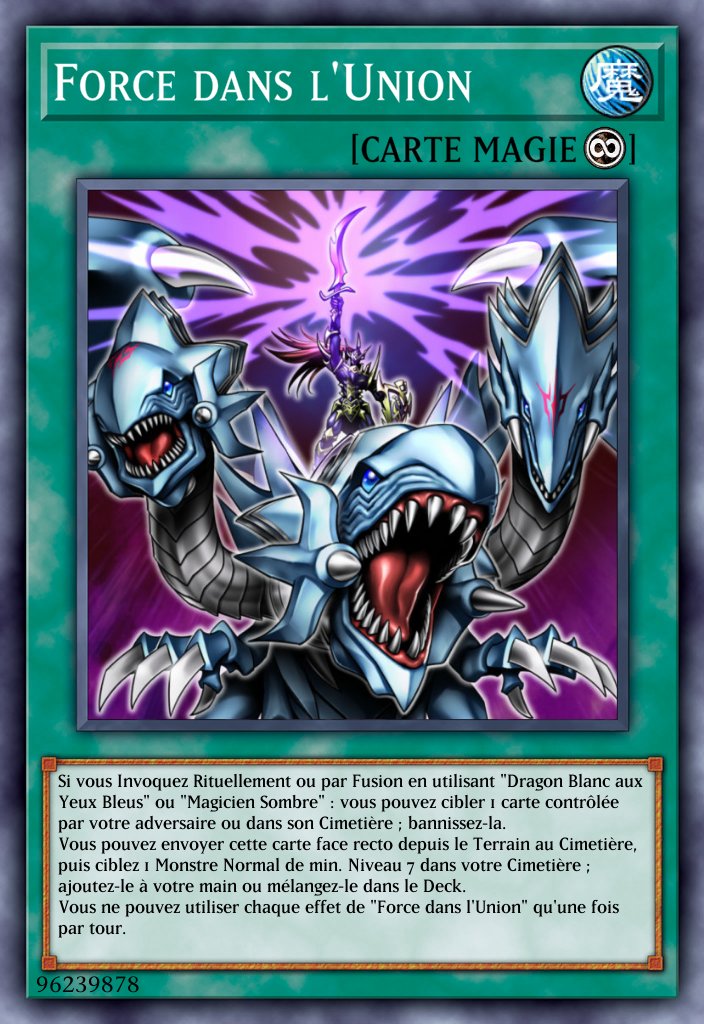 Force dans l'Union
魔
[CARTE MAGIE ]
Si vous Invoquez Rituellement ou par Fusion en utilisant "Dragon Blanc aux
Yeux Bleus" ou "Magicien Sombre" : vous pouvez cibler 1 carte contrôlée
par votre adversaire ou dans son Cimetière ; bannissez-la.
Vous pouvez envoyer cette carte face recto depuis le Terrain au Cimetière,
puis ciblez 1 Monstre Normal de min. Niveau 7 dans votre Cimetière ;
ajoutez-le à votre main ou mélangez-le dans le Deck.
Vous ne pouvez utiliser chaque effet de "Force dans l'Union" qu'une fois
par tour.
96239878